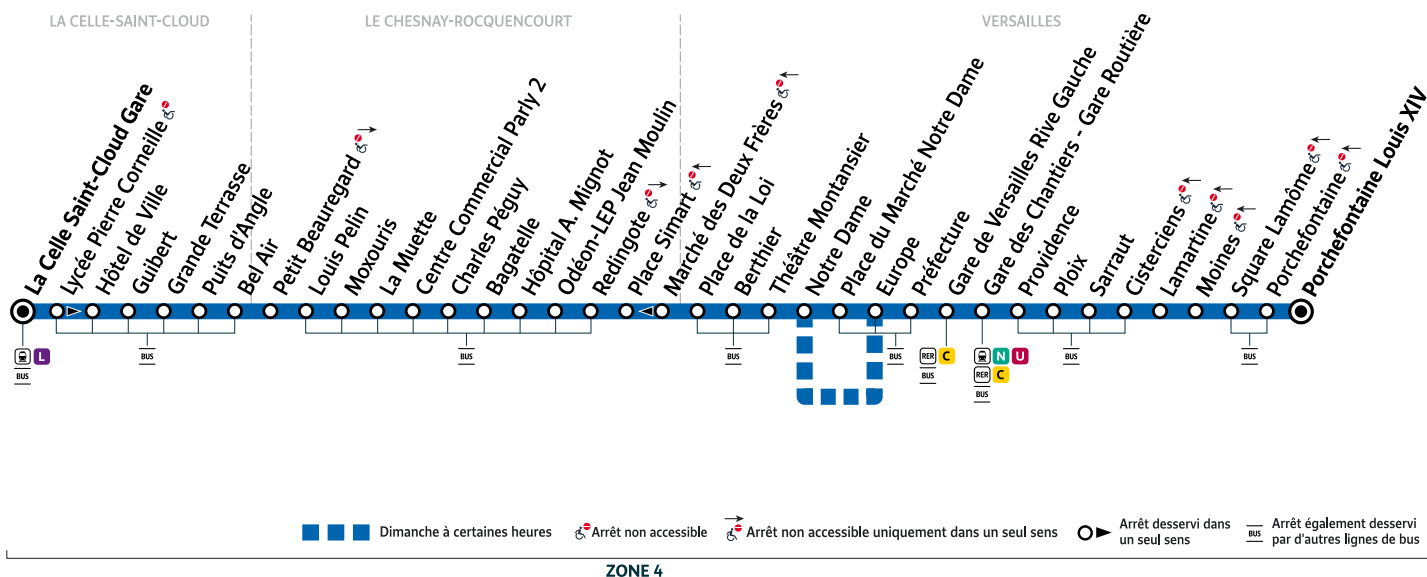 LA CELLE-SAINT-CLOUD
LE CHESNAY-ROCQUENCOURT
VERSAILLES
La Celle Saint-Cloud Gare
Lycée Pierre Corneille
Hôtel de Ville
Guibert
Grande Terrasse
Puits d'Angle
Bel Air
Petit Beauregard
Louis Pelin
Moxouris
La Muette
Centre Commercial Parly 2
Charles Péguy
Bagatelle
Hôpital A. Mignot
Odéon-LEP Jean Moulin
Redingote
Place Simart
Marché des Deux Frères
Place de la Loi
Berthier
Théâtre Montansier
Notre Dame
Place du Marché Notre Dame
Europe
Préfecture
Gare de Versailles Rive Gauche
Gare des Chantiers - Gare Routière
Providence
Ploix
Sarraut
Cisterciens
Lamartine
Moines
Square Lamôme
Porchefontaine
Porchefontaine Louis XIV
L
BUS
BUS
BUS
BUS
BUS
RER C
BUS
N U
RER C
BUS
BUS
BUS
Dimanche à certaines heures
Arrêt non accessible
Arrêt non accessible uniquement dans un seul sens
Arrêt desservi dans
un seul sens
BUS
Arrêt également desservi
par d'autres lignes de bus
ZONE 4